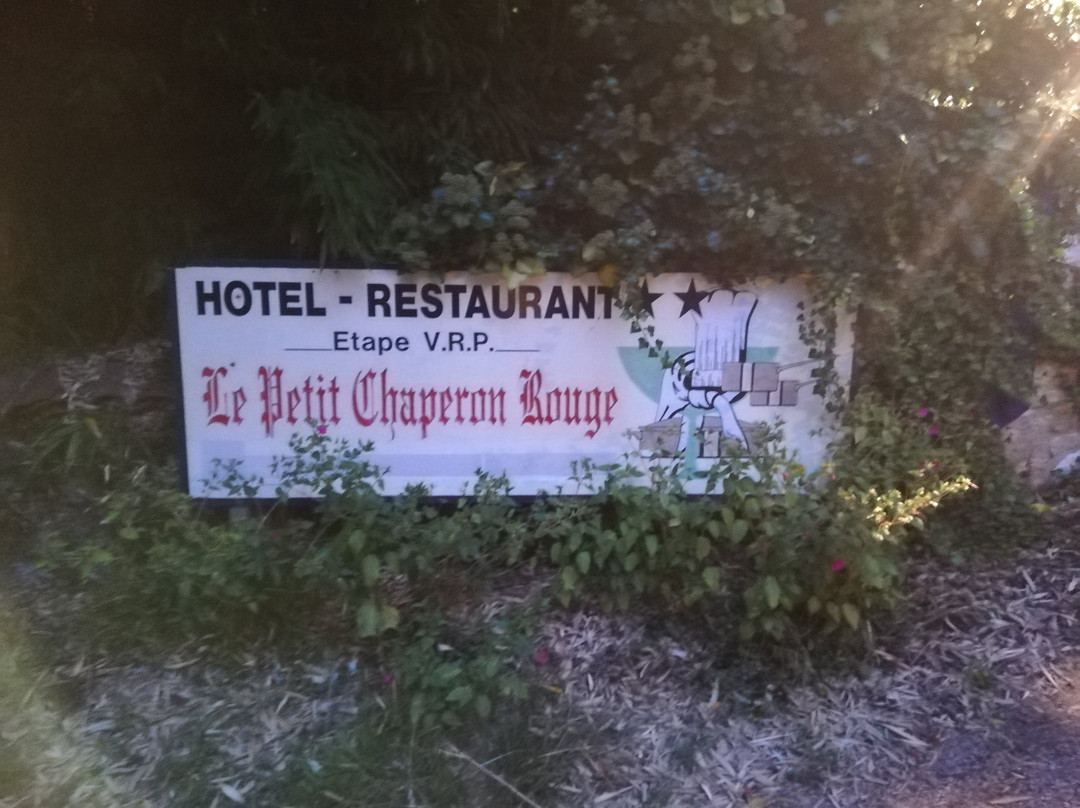 HOTEL - RESTAURANT ★★
Etape V.R.P.
Le Petit Chaperon Rouge